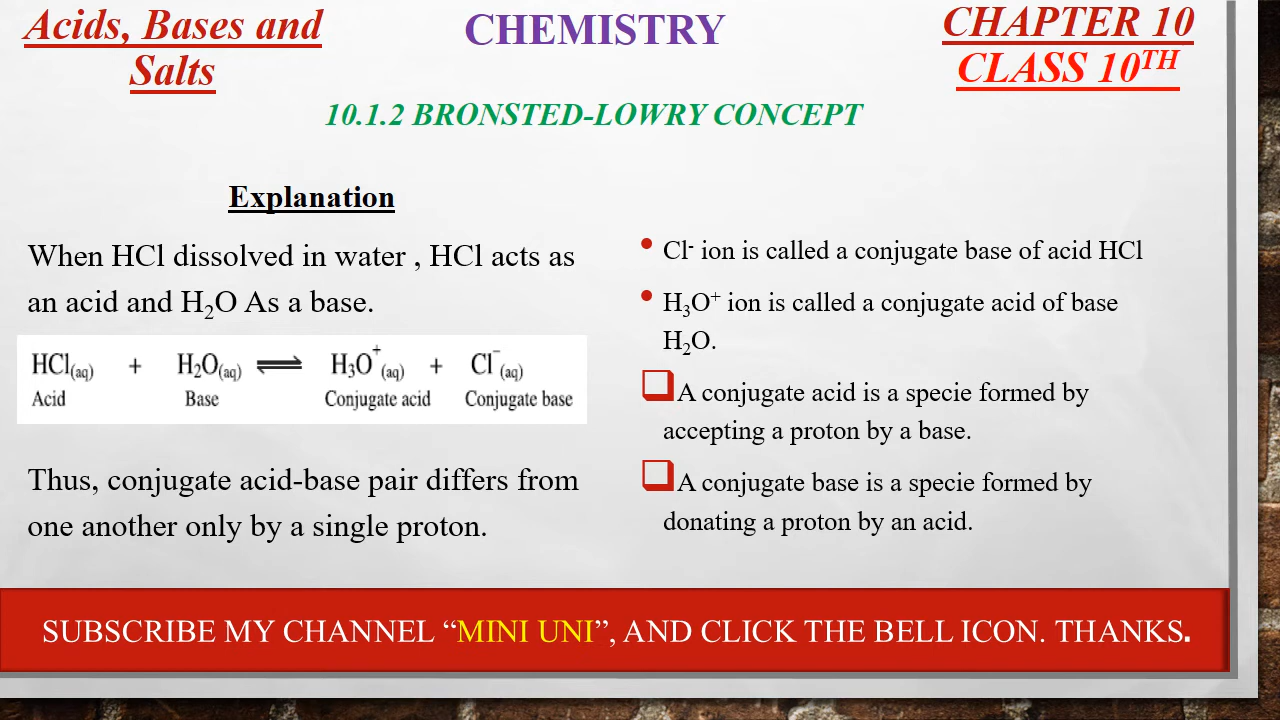 Acids, Bases and
Salts
CHEMISTRY
CHAPTER 10
CLASS 10TH
10.1.2 BRONSTED-LOWRY CONCEPT
Explanation
When HCl dissolved in water , HCl acts as
an acid and H₂O As a base.
HCl(aq) + H₂O(aq) ⇌ H₃O⁺(aq) + Cl⁻(aq)
Acid Base Conjugate acid Conjugate base
Thus, conjugate acid-base pair differs from
one another only by a single proton.
• Cl⁻ ion is called a conjugate base of acid HCl
• H₃O⁺ ion is called a conjugate acid of base
H₂O.
❑A conjugate acid is a specie formed by
accepting a proton by a base.
❑A conjugate base is a specie formed by
donating a proton by an acid.
SUBSCRIBE MY CHANNEL “MINI UNI”, AND CLICK THE BELL ICON. THANKS.